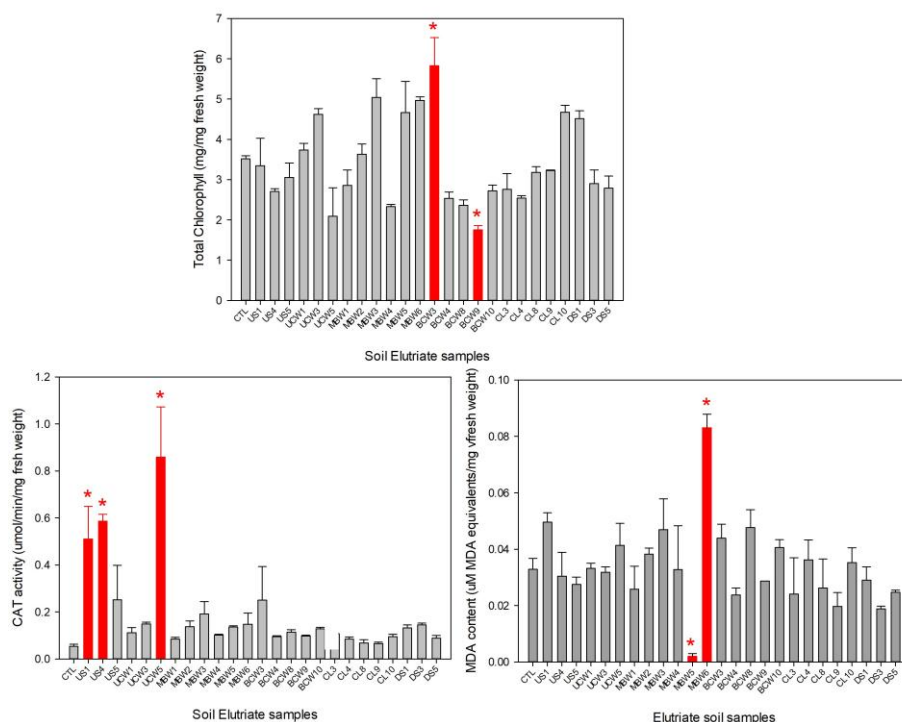 Total Chlorophyll (mg/mg fresh weight)
7
6
5
4
3
2
1
0
*
*
CTL US1 US4 US5 UCW1 UCW3 UCW5 MBW1 MBW2 MBW3 MBW4 MBW5 MBW6 BCW3 BCW4 BCW8 BCW9 BCW10 CL3 CL4 CL8 CL9 CL10 DS1 DS3 DS5
Soil Elutriate samples
CAT activity (umol/min/mg frsh weight)
1.2
1.0
0.8
0.6
0.4
0.2
0.0
* * *
CTL US1 US4 US5 UCW1 UCW3 UCW5 MBW1 MBW2 MBW3 MBW4 MBW5 MBW6 BCW3 BCW4 BCW8 BCW9 BCW10 CL3 CL4 CL8 CL9 CL10 DS1 DS3 DS5
Soil Elutriate samples
MDA content (uM MDA equivalents/mg vfresh weight)
0.10
0.08
0.06
0.04
0.02
0.00
* *
CTL US1 US4 US5 UCW1 UCW3 UCW5 MBW1 MBW2 MBW3 MBW4 MBW5 MBW6 BCW3 BCW4 BCW8 BCW9 BCW10 CL3 CL4 CL8 CL9 CL10 DS1 DS3 DS5
Elutriate soil samples